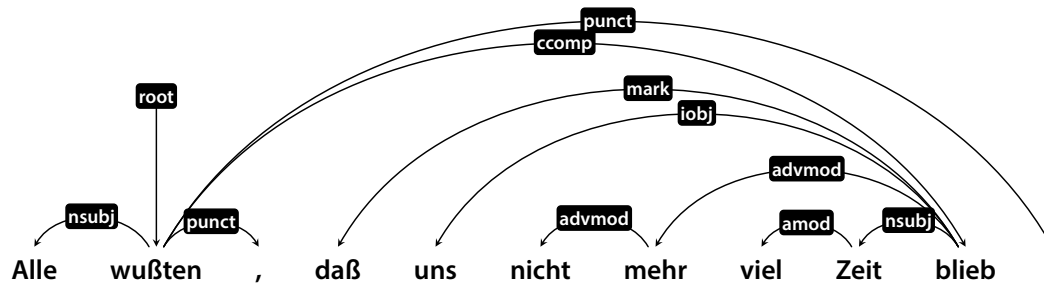 punct
ccomp
root
mark
iobj
advmod
nsubj
punct
advmod
amod
nsubj
Alle wußten , daß uns nicht mehr viel Zeit blieb